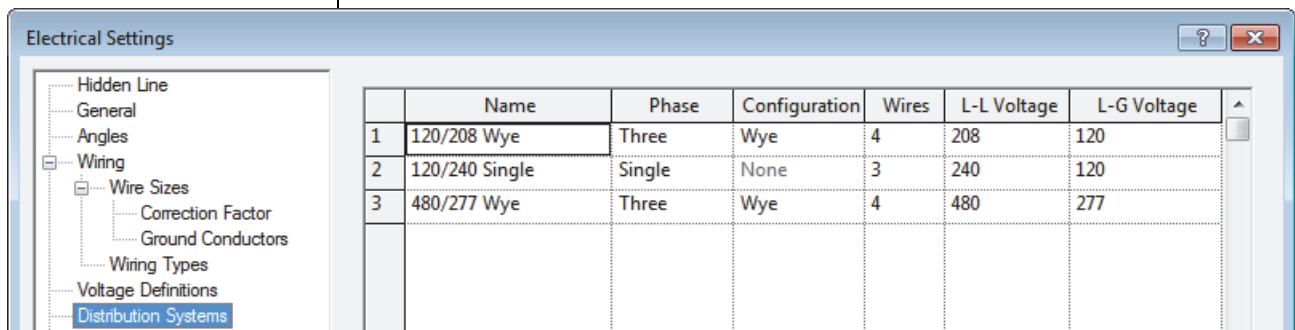 Electrical Settings
Hidden Line
General
Angles
Wiring
Wire Sizes
Correction Factor
Ground Conductors
Wiring Types
Voltage Definitions
Distribution Systems
Name Phase Configuration Wires L-L Voltage L-G Voltage
1 120/208 Wye Three Wye 4 208 120
2 120/240 Single Single None 3 240 120
3 480/277 Wye Three Wye 4 480 277